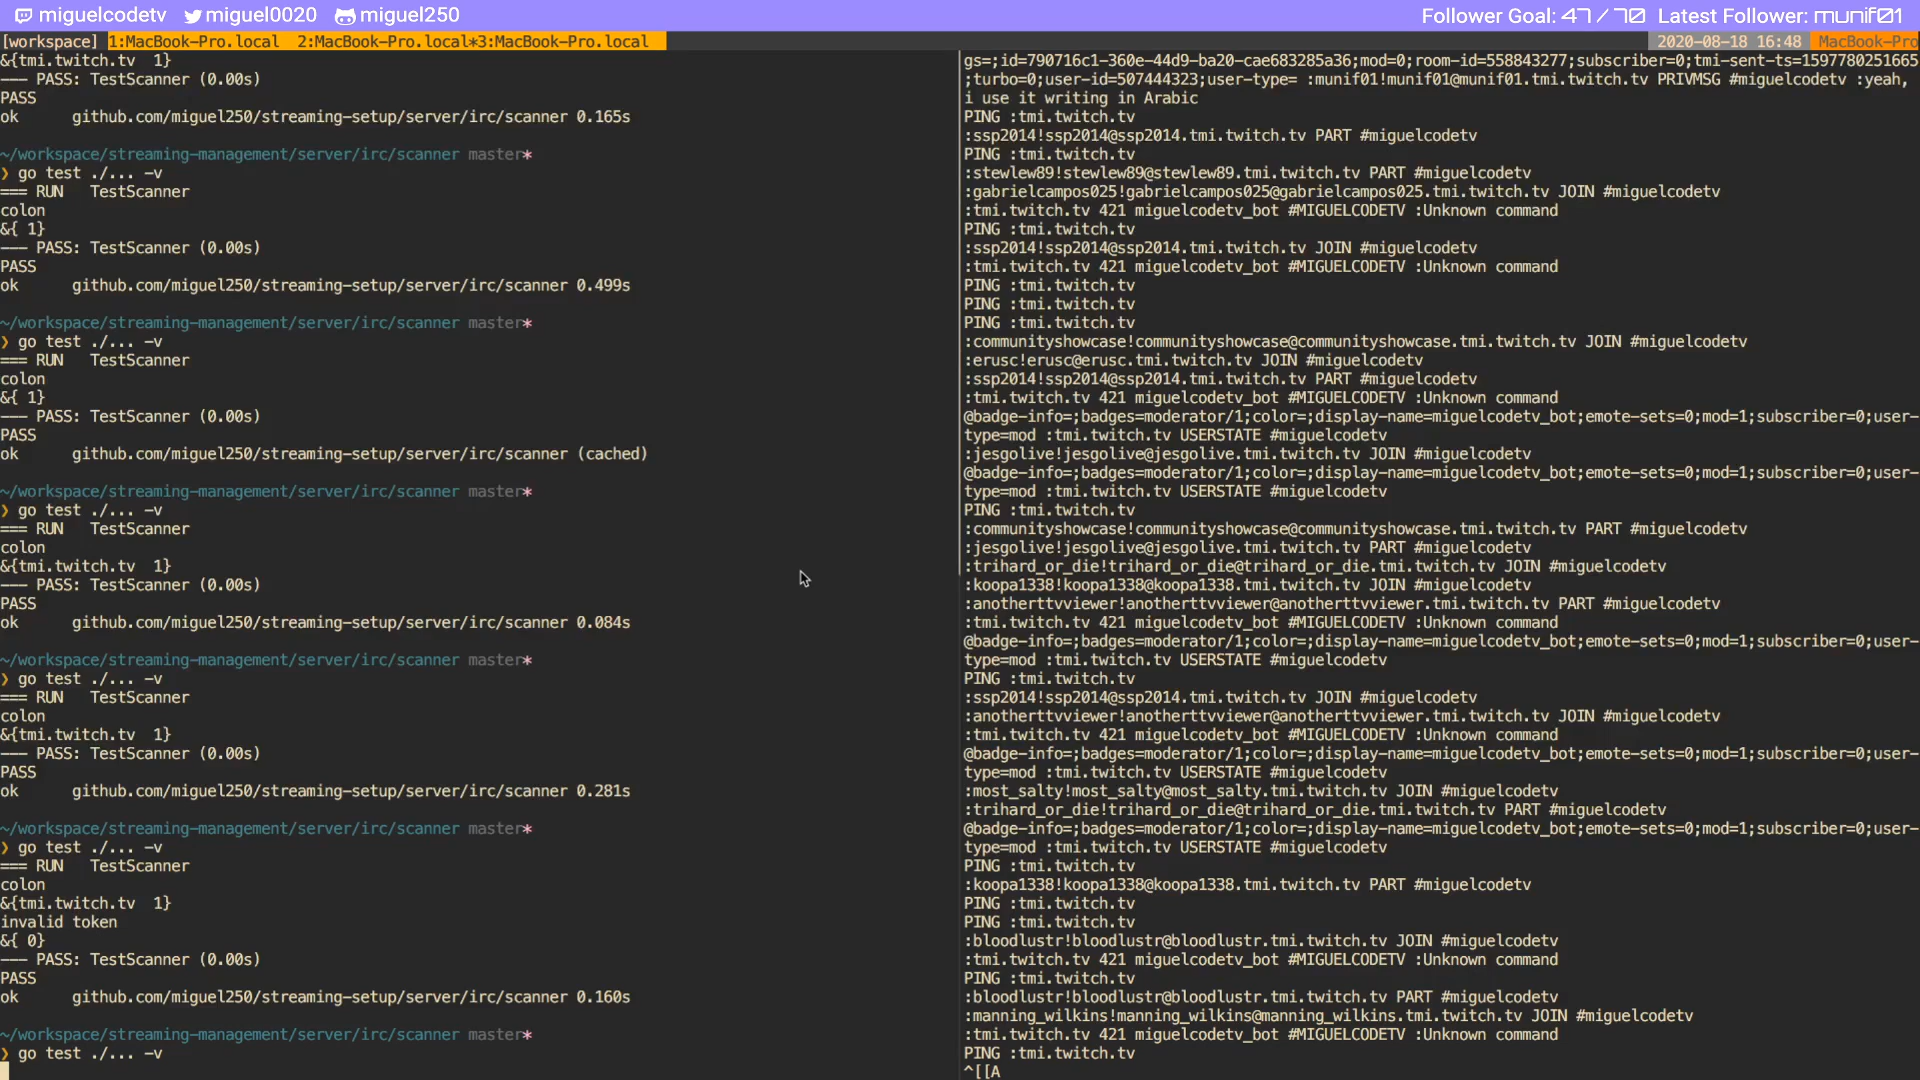 miguelcodetv miguel0020 miguel250 Follower Goal: 47 / 70 Latest Follower: munif01
[workspace] 1:MacBook-Pro.local 2:MacBook-Pro.local*3:MacBook-Pro.local 2020-08-18 16:48 MacBook-Pro
&{tmi.twitch.tv  1}
--- PASS: TestScanner (0.00s)
PASS
ok      github.com/miguel250/streaming-setup/server/irc/scanner 0.165s
~/workspace/streaming-management/server/irc/scanner master*
❯ go test ./... -v
=== RUN   TestScanner
colon
&{ 1}
--- PASS: TestScanner (0.00s)
PASS
ok      github.com/miguel250/streaming-setup/server/irc/scanner 0.499s
~/workspace/streaming-management/server/irc/scanner master*
❯ go test ./... -v
=== RUN   TestScanner
colon
&{ 1}
--- PASS: TestScanner (0.00s)
PASS
ok      github.com/miguel250/streaming-setup/server/irc/scanner (cached)
~/workspace/streaming-management/server/irc/scanner master*
❯ go test ./... -v
=== RUN   TestScanner
colon
&{tmi.twitch.tv  1}
--- PASS: TestScanner (0.00s)
PASS
ok      github.com/miguel250/streaming-setup/server/irc/scanner 0.084s
~/workspace/streaming-management/server/irc/scanner master*
❯ go test ./... -v
=== RUN   TestScanner
colon
&{tmi.twitch.tv  1}
--- PASS: TestScanner (0.00s)
PASS
ok      github.com/miguel250/streaming-setup/server/irc/scanner 0.281s
~/workspace/streaming-management/server/irc/scanner master*
❯ go test ./... -v
=== RUN   TestScanner
colon
&{tmi.twitch.tv  1}
invalid token
&{ 0}
--- PASS: TestScanner (0.00s)
PASS
ok      github.com/miguel250/streaming-setup/server/irc/scanner 0.160s
~/workspace/streaming-management/server/irc/scanner master*
❯ go test ./... -v
gs=;id=790716c1-360e-44d9-ba20-cae683285a36;mod=0;room-id=558843277;subscriber=0;tmi-sent-ts=1597780251665
;turbo=0;user-id=507444323;user-type= :munif01!munif01@munif01.tmi.twitch.tv PRIVMSG #miguelcodetv :yeah,
i use it writing in Arabic
PING :tmi.twitch.tv
:ssp2014!ssp2014@ssp2014.tmi.twitch.tv PART #miguelcodetv
PING :tmi.twitch.tv
:stewlew89!stewlew89@stewlew89.tmi.twitch.tv PART #miguelcodetv
:gabrielcampos025!gabrielcampos025@gabrielcampos025.tmi.twitch.tv JOIN #miguelcodetv
:tmi.twitch.tv 421 miguelcodetv_bot #MIGUELCODETV :Unknown command
PING :tmi.twitch.tv
:ssp2014!ssp2014@ssp2014.tmi.twitch.tv JOIN #miguelcodetv
:tmi.twitch.tv 421 miguelcodetv_bot #MIGUELCODETV :Unknown command
PING :tmi.twitch.tv
PING :tmi.twitch.tv
PING :tmi.twitch.tv
:communityshowcase!communityshowcase@communityshowcase.tmi.twitch.tv JOIN #miguelcodetv
:erusc!erusc@erusc.tmi.twitch.tv JOIN #miguelcodetv
:ssp2014!ssp2014@ssp2014.tmi.twitch.tv PART #miguelcodetv
:tmi.twitch.tv 421 miguelcodetv_bot #MIGUELCODETV :Unknown command
@badge-info=;badges=moderator/1;color=;display-name=miguelcodetv_bot;emote-sets=0;mod=1;subscriber=0;user-
type=mod :tmi.twitch.tv USERSTATE #miguelcodetv
:jesgolive!jesgolive@jesgolive.tmi.twitch.tv JOIN #miguelcodetv
@badge-info=;badges=moderator/1;color=;display-name=miguelcodetv_bot;emote-sets=0;mod=1;subscriber=0;user-
type=mod :tmi.twitch.tv USERSTATE #miguelcodetv
PING :tmi.twitch.tv
:communityshowcase!communityshowcase@communityshowcase.tmi.twitch.tv PART #miguelcodetv
:jesgolive!jesgolive@jesgolive.tmi.twitch.tv PART #miguelcodetv
:trihard_or_die!trihard_or_die@trihard_or_die.tmi.twitch.tv JOIN #miguelcodetv
:koopa1338!koopa1338@koopa1338.tmi.twitch.tv JOIN #miguelcodetv
:anotherttvviewer!anotherttvviewer@anotherttvviewer.tmi.twitch.tv PART #miguelcodetv
:tmi.twitch.tv 421 miguelcodetv_bot #MIGUELCODETV :Unknown command
@badge-info=;badges=moderator/1;color=;display-name=miguelcodetv_bot;emote-sets=0;mod=1;subscriber=0;user-
type=mod :tmi.twitch.tv USERSTATE #miguelcodetv
PING :tmi.twitch.tv
:ssp2014!ssp2014@ssp2014.tmi.twitch.tv JOIN #miguelcodetv
:anotherttvviewer!anotherttvviewer@anotherttvviewer.tmi.twitch.tv JOIN #miguelcodetv
:tmi.twitch.tv 421 miguelcodetv_bot #MIGUELCODETV :Unknown command
@badge-info=;badges=moderator/1;color=;display-name=miguelcodetv_bot;emote-sets=0;mod=1;subscriber=0;user-
type=mod :tmi.twitch.tv USERSTATE #miguelcodetv
:most_salty!most_salty@most_salty.tmi.twitch.tv JOIN #miguelcodetv
:trihard_or_die!trihard_or_die@trihard_or_die.tmi.twitch.tv PART #miguelcodetv
@badge-info=;badges=moderator/1;color=;display-name=miguelcodetv_bot;emote-sets=0;mod=1;subscriber=0;user-
type=mod :tmi.twitch.tv USERSTATE #miguelcodetv
PING :tmi.twitch.tv
:koopa1338!koopa1338@koopa1338.tmi.twitch.tv PART #miguelcodetv
PING :tmi.twitch.tv
PING :tmi.twitch.tv
:bloodlustr!bloodlustr@bloodlustr.tmi.twitch.tv JOIN #miguelcodetv
:tmi.twitch.tv 421 miguelcodetv_bot #MIGUELCODETV :Unknown command
PING :tmi.twitch.tv
:bloodlustr!bloodlustr@bloodlustr.tmi.twitch.tv PART #miguelcodetv
:manning_wilkins!manning_wilkins@manning_wilkins.tmi.twitch.tv JOIN #miguelcodetv
:tmi.twitch.tv 421 miguelcodetv_bot #MIGUELCODETV :Unknown command
PING :tmi.twitch.tv
^[[A